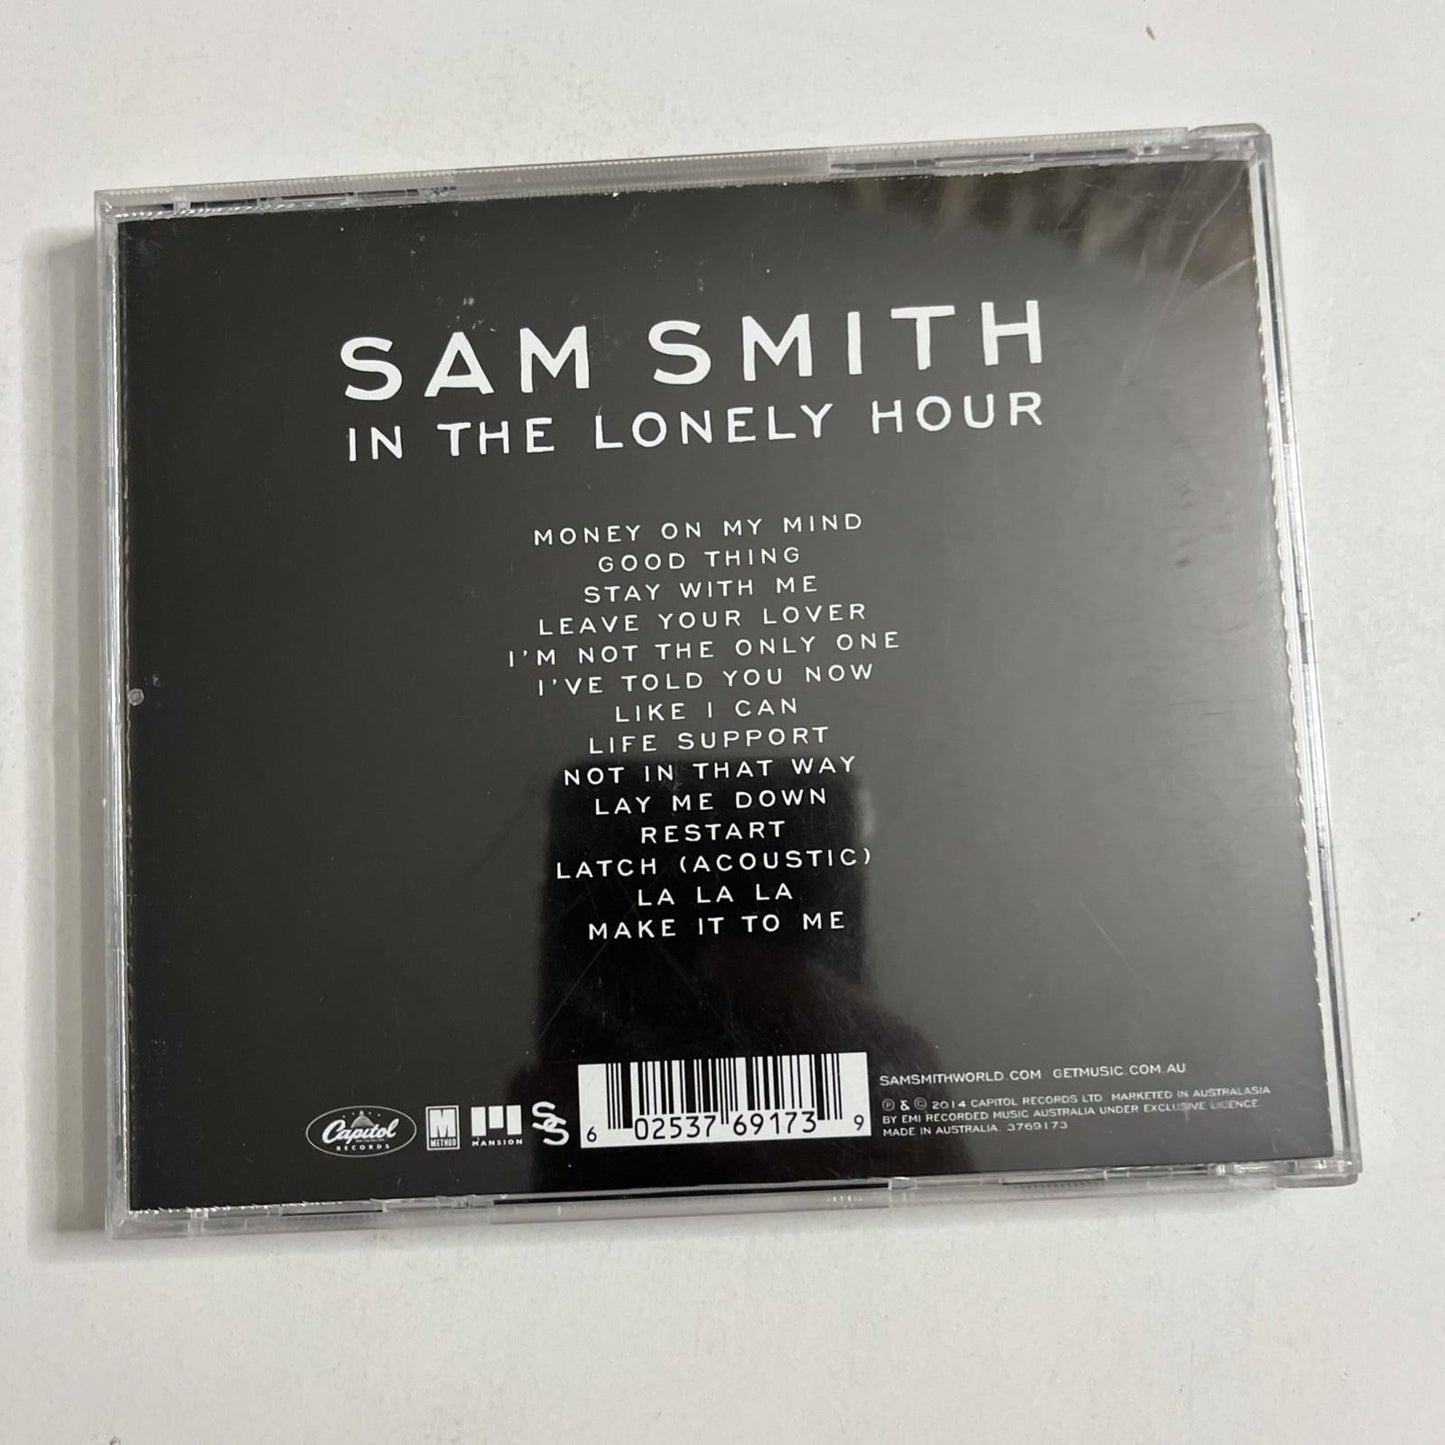 SAM SMITH
IN THE LONELY HOUR
MONEY ON MY MIND
GOOD THING
STAY WITH ME
LEAVE YOUR LOVER
I'M NOT THE ONLY ONE
I'VE TOLD YOU NOW
LIKE I CAN
LIFE SUPPORT
NOT IN THAT WAY
LAY ME DOWN
RESTART
LATCH (ACOUSTIC)
LA LA LA
MAKE IT TO ME
Capitol
RECORDS
M
METHOD
MANSION
SS
6 02537 69173 9
SAMSMITHWORLD.COM GETMUSIC.COM.AU
℗ & © 2014 CAPITOL RECORDS LTD. MARKETED IN AUSTRALASIA
BY EMI RECORDED MUSIC AUSTRALIA UNDER EXCLUSIVE LICENCE.
MADE IN AUSTRALIA. 3769173